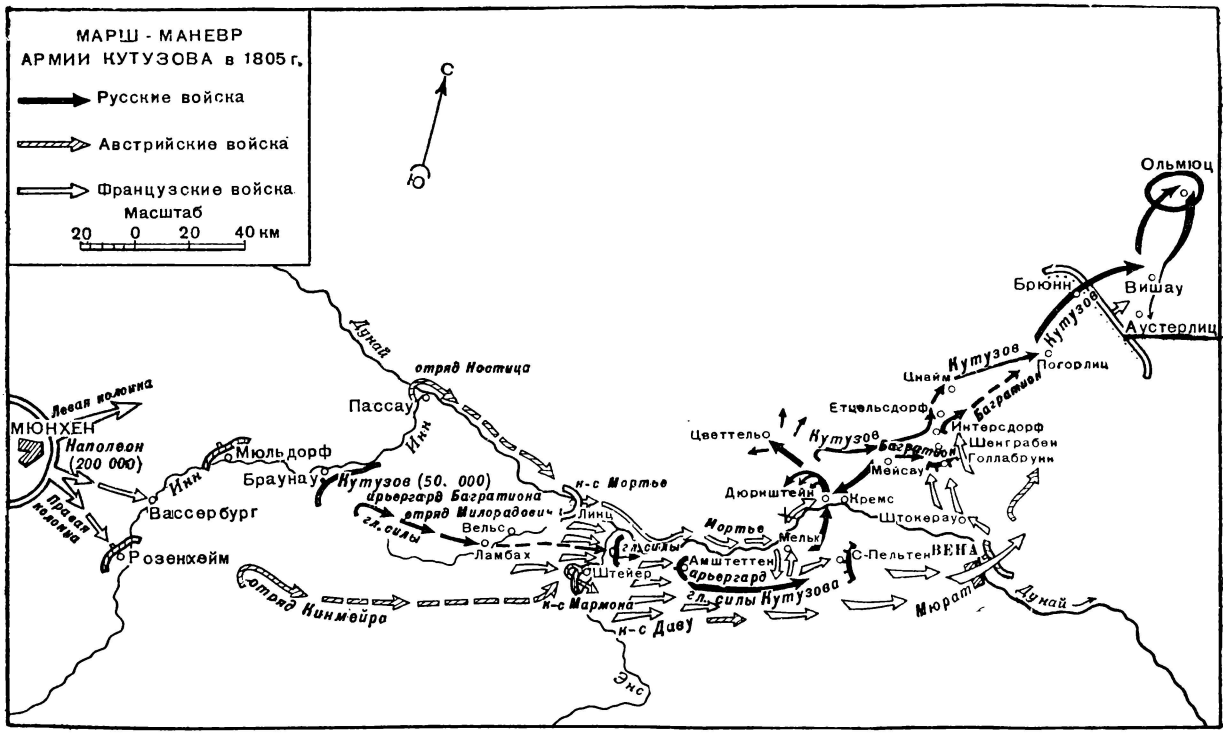 МАРШ - МАНЕВР
АРМИИ КУТУЗОВА в 1805 г.
Русские войска
Австрийские войска
Французские войска
Масштаб
20 0 20 40 км
С
Ю
Ольмюц
Брюнн
Вишау
Кутузов
Аустерлиц
Дунай
отряд Ностица
Кутузов
Погорлиц
Цнайм
Багратион
Левая колонна
Пассау
Етцельсдорф
МЮНХЕН
Инн
Интерсдорф
Наполеон
(200 000)
Мюльдорф
Цветтель
Кутузов
Багратион
Шенграбен
Голлабрунн
Инн
Браунау
Кутузов (50. 000)
Мейсау
арьергард Багратиона
к-с Мортье
Дюрнштейн
Кремс
Правая
колонна
Вассербург
отряд Милорадович
Линц
гл. силы
Вельс
Мортье
Штокерау
Розенхейм
Ламбах
гл. силы
Мельк
С-Пельтен
ВЕНА
Амштеттен
Штейер
арьергард
отряд Кинмейра
к-с Мармона
гл. силы Кутузова
Мюрат
Дунай
к-с Даву
Энс